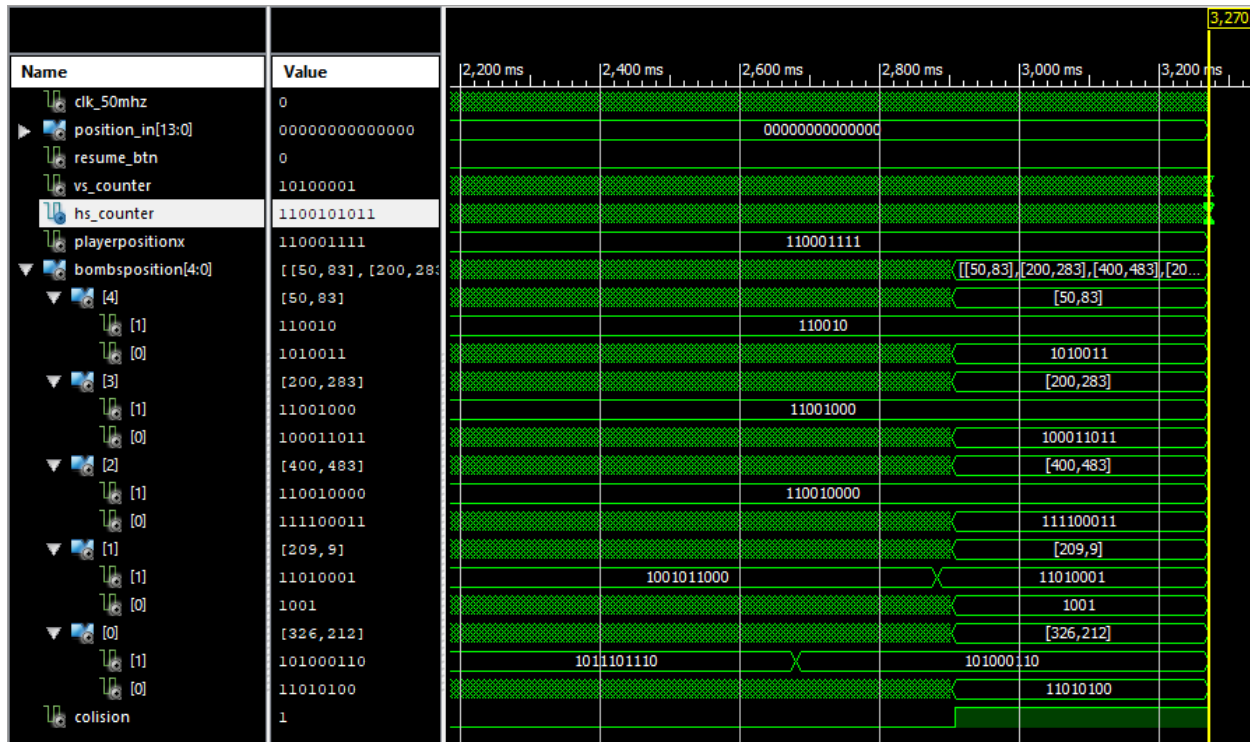 3,270
Name Value 2,200 ms 2,400 ms 2,600 ms 2,800 ms 3,000 ms 3,200 ms
clk_50mhz 0
position_in[13:0] 00000000000000 00000000000000
resume_btn 0
vs_counter 10100001
hs_counter 1100101011
playerpositionx 110001111 110001111
bombsposition[4:0] [[50,83],[200,283 [[50,83],[200,283],[400,483],[20...
[4] [50,83] [50,83]
[1] 110010 110010
[0] 1010011 1010011
[3] [200,283] [200,283]
[1] 11001000 11001000
[0] 100011011 100011011
[2] [400,483] [400,483]
[1] 110010000 110010000
[0] 111100011 111100011
[1] [209,9] [209,9]
[1] 11010001 1001011000 11010001
[0] 1001 1001
[0] [326,212] [326,212]
[1] 101000110 1011101110 101000110
[0] 11010100 11010100
colision 1